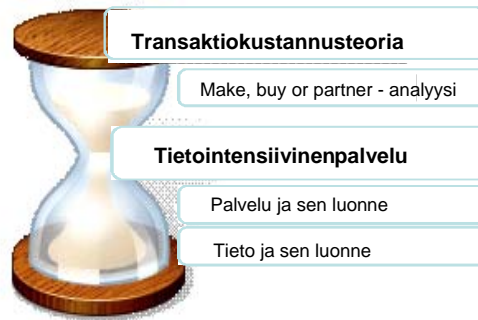 Transaktiokustannusteoria
Make, buy or partner - analyysi
Tietointensiivinenpalvelu
Palvelu ja sen luonne
Tieto ja sen luonne